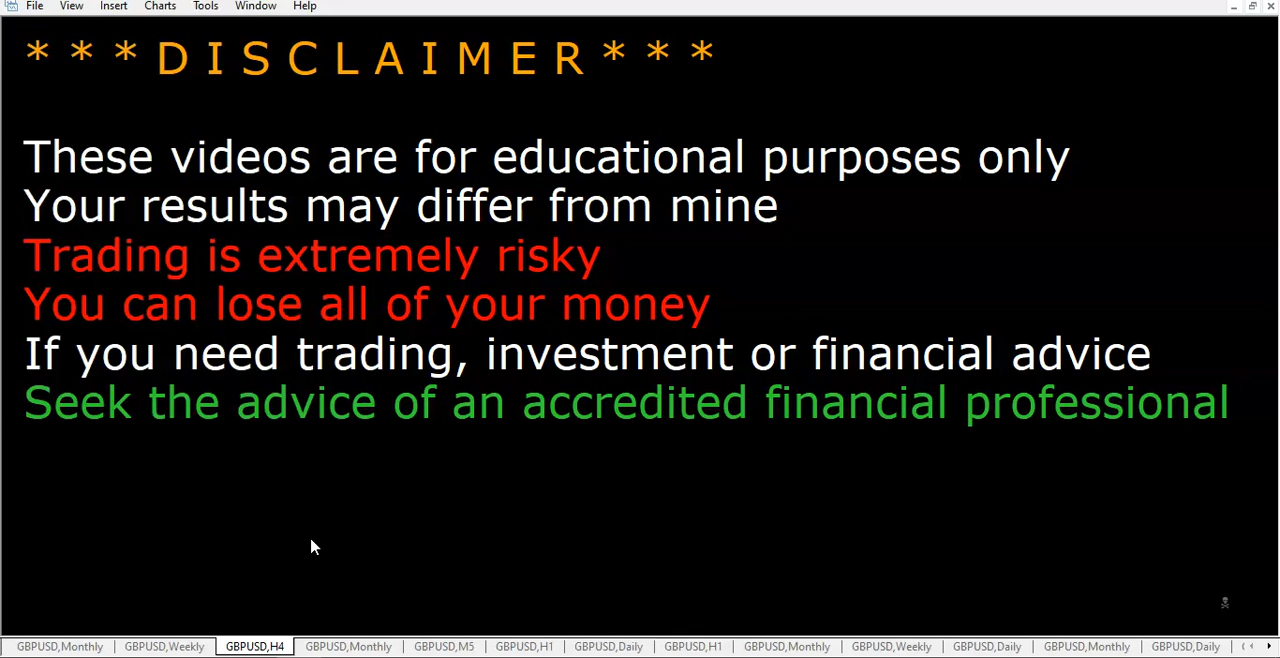 File View Insert Charts Tools Window Help
* * * D I S C L A I M E R * * *
These videos are for educational purposes only
Your results may differ from mine
Trading is extremely risky
You can lose all of your money
If you need trading, investment or financial advice
Seek the advice of an accredited financial professional
GBPUSD,Monthly GBPUSD,Weekly GBPUSD,H4 GBPUSD,Monthly GBPUSD,M5 GBPUSD,H1 GBPUSD,Daily GBPUSD,H1 GBPUSD,Monthly GBPUSD,Weekly GBPUSD,Daily GBPUSD,Monthly GBPUSD,Daily